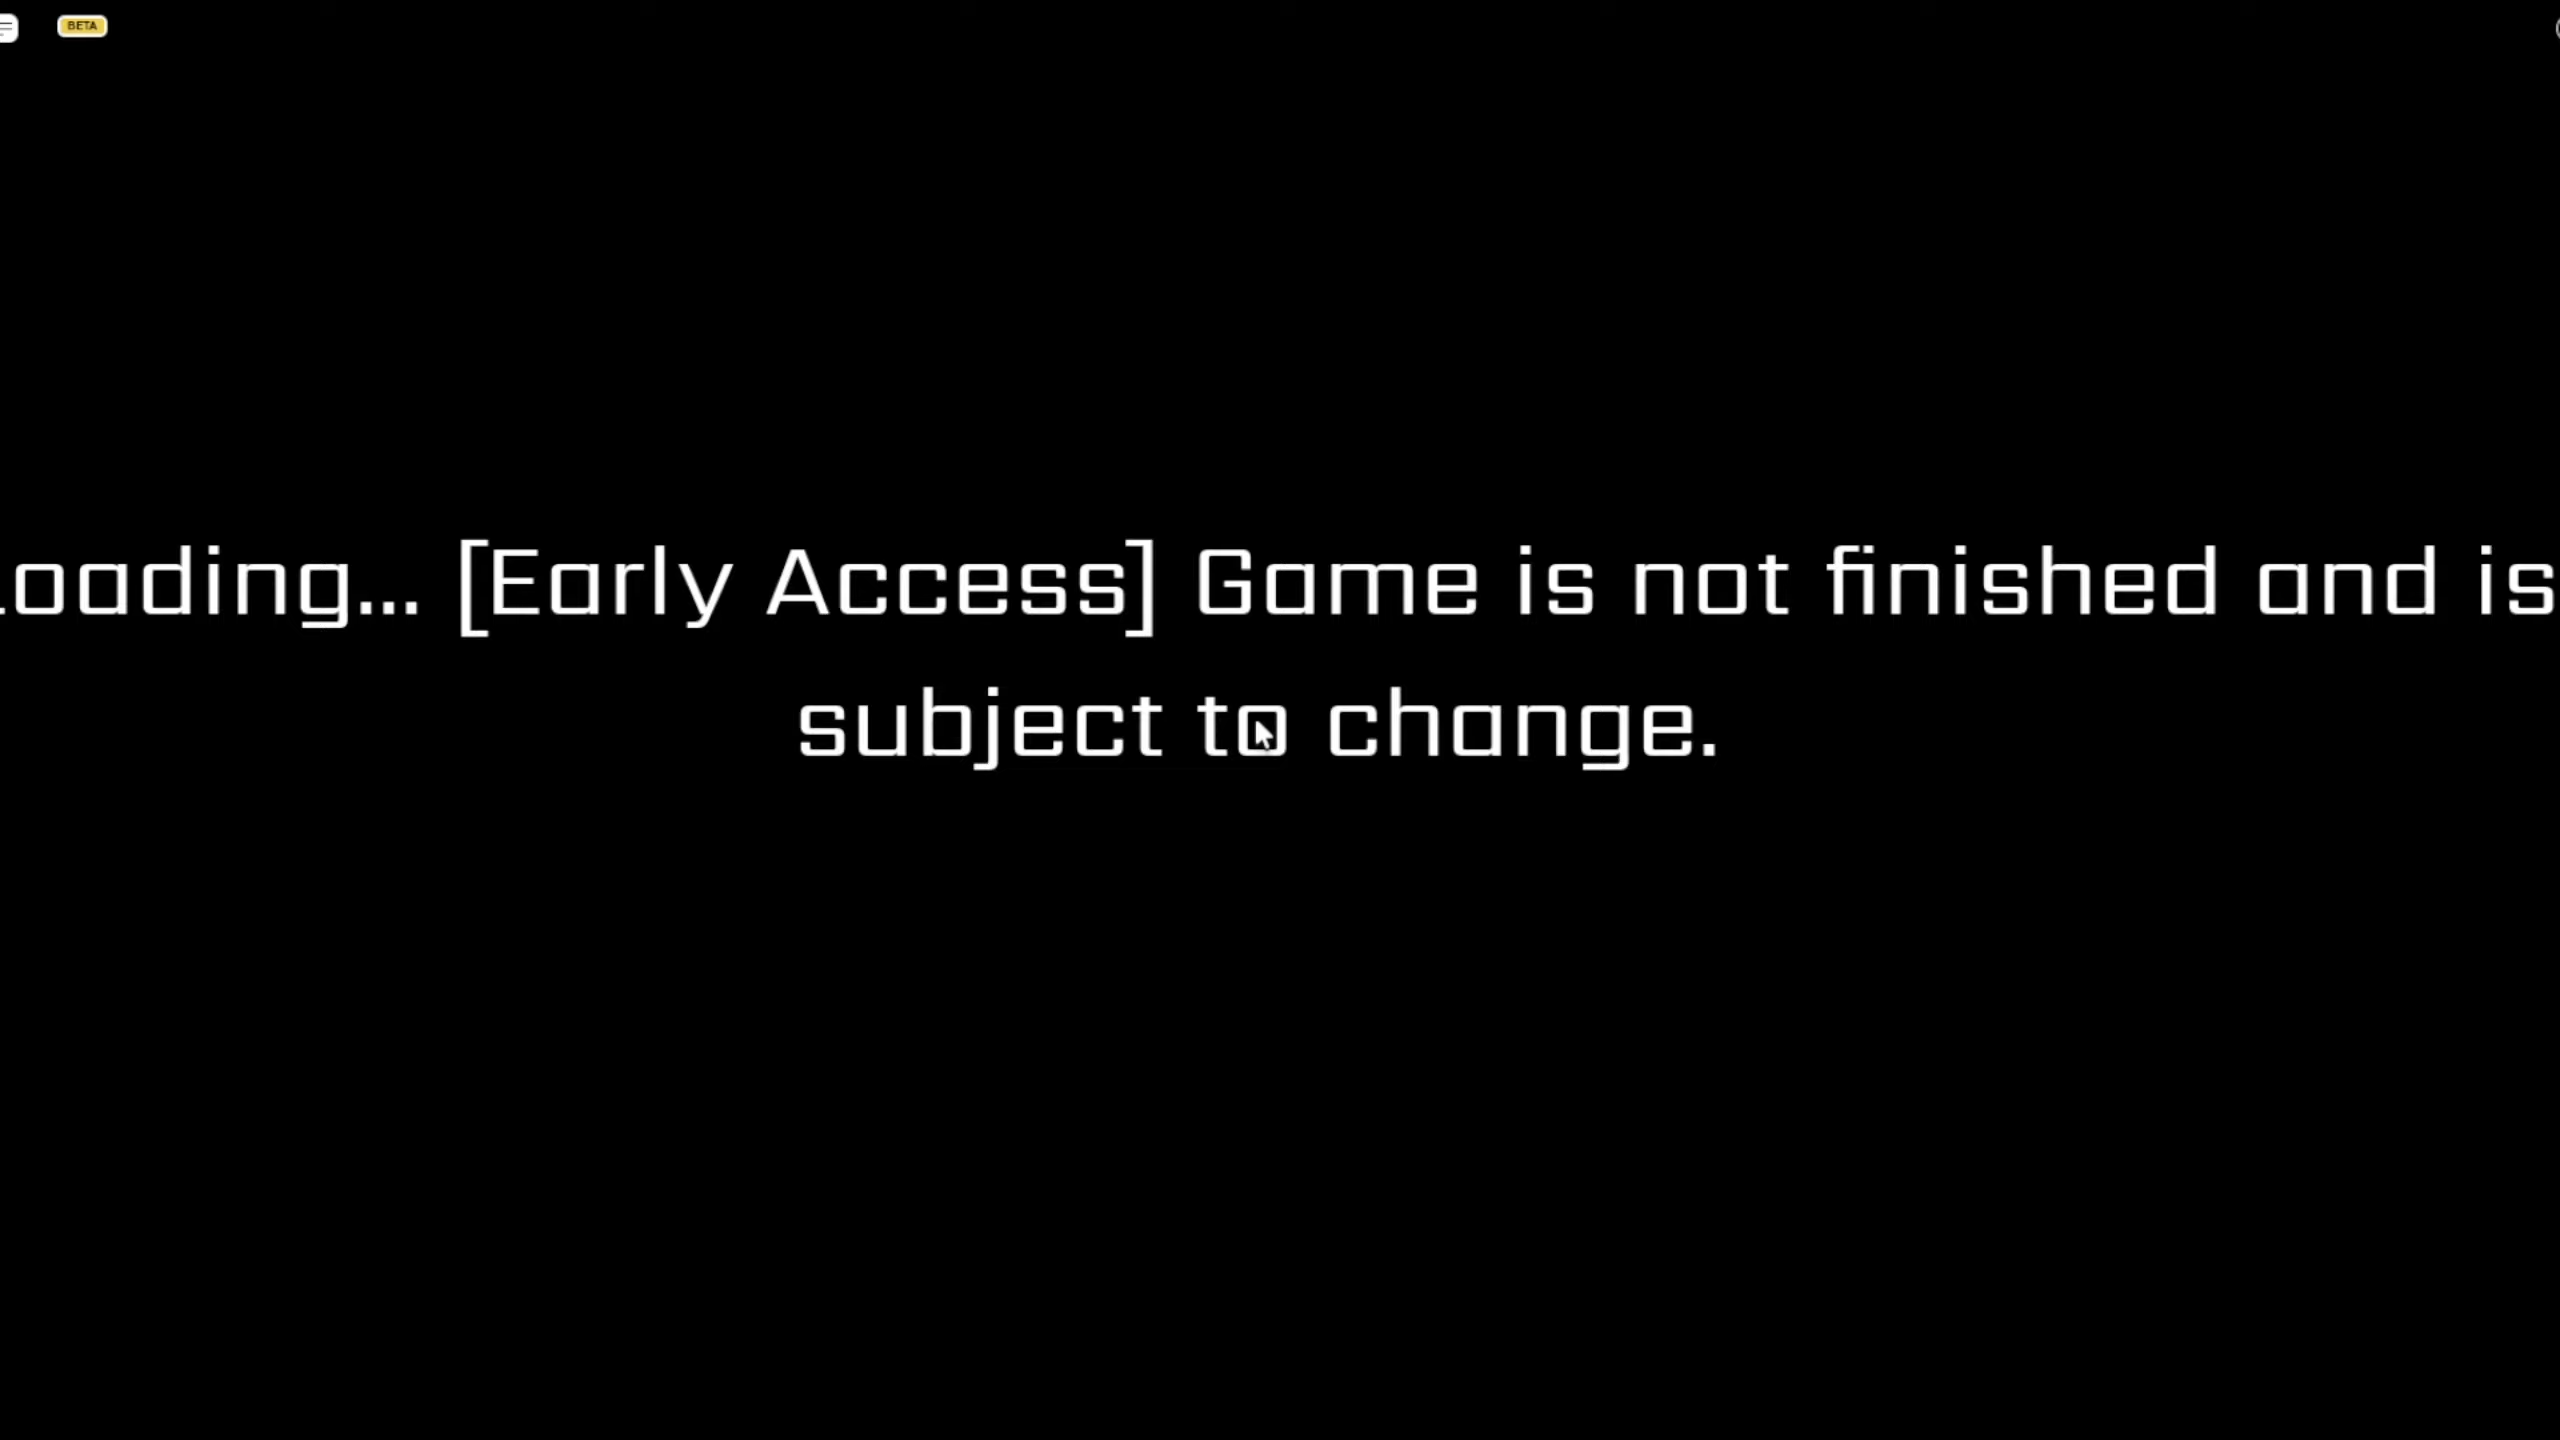 BETA
oading... [Early Access] Game is not finished and is
subject to change.